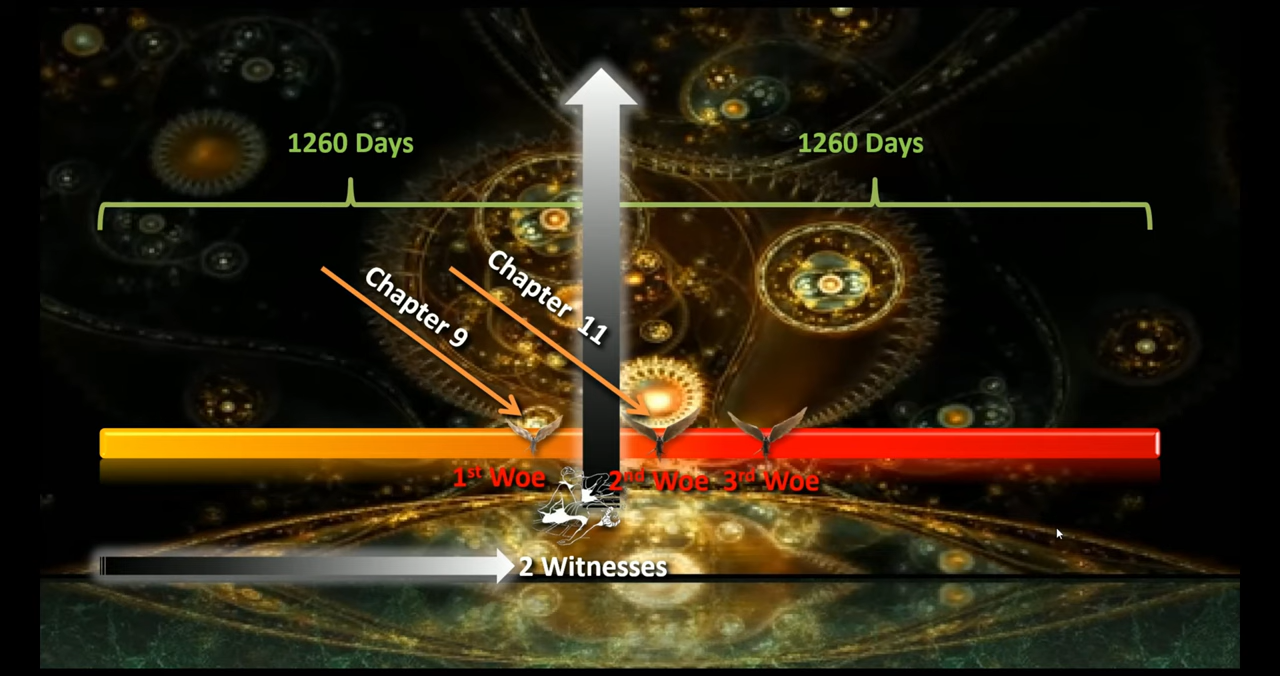 1260 Days
1260 Days
Chapter 9
Chapter 11
1st Woe
2nd Woe
3rd Woe
2 Witnesses